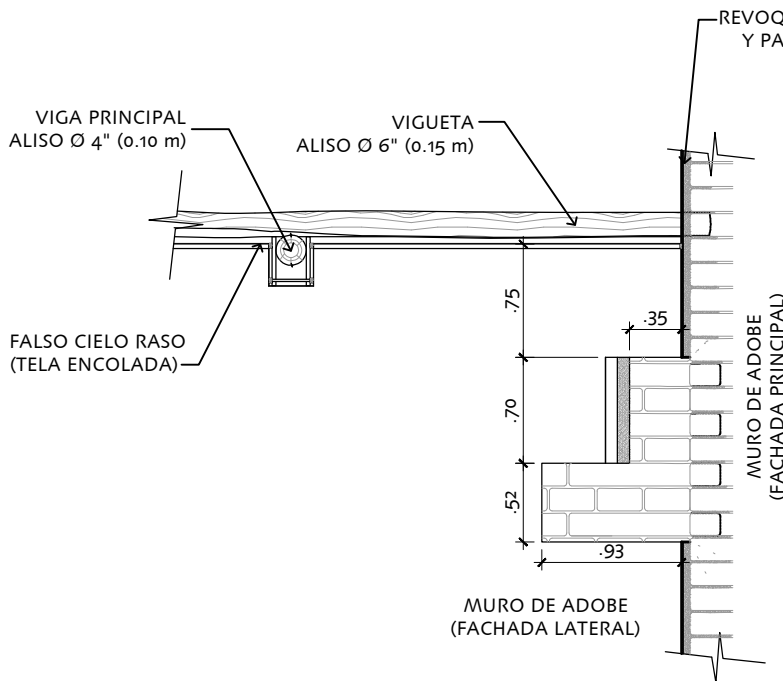 REVOQ
Y PA
VIGA PRINCIPAL
ALISO Ø 4" (0.10 m)
VIGUETA
ALISO Ø 6" (0.15 m)
FALSO CIELO RASO
(TELA ENCOLADA)
.75
.35
.70
.52
.93
MURO DE ADOBE
(FACHADA PRINCIPAL)
MURO DE ADOBE
(FACHADA LATERAL)